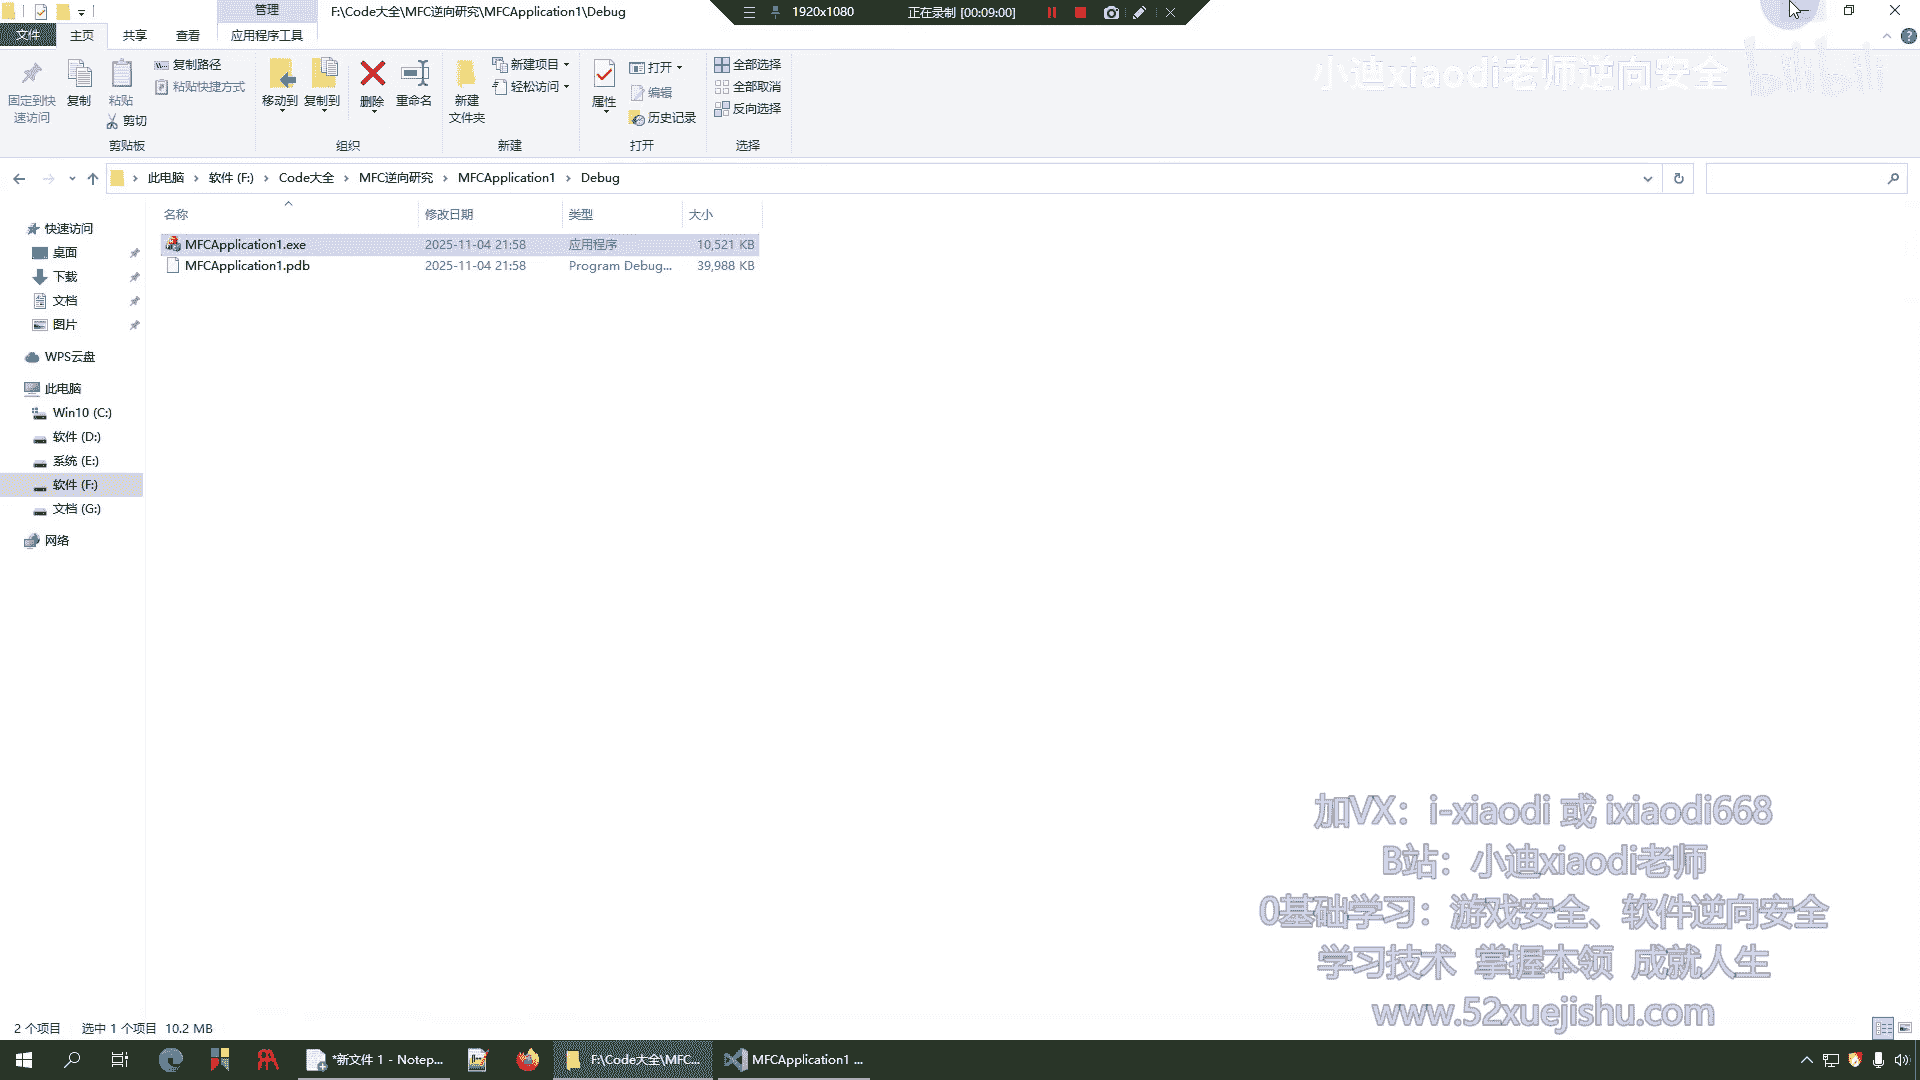 管理
F:\Code大全\MFC逆向研究\MFCApplication1\Debug
1920x1080
正在录制 [00:09:00]
文件
主页
共享
查看
应用程序工具
固定到快速访问
复制
粘贴
复制路径
粘贴快捷方式
剪切
剪贴板
移动到
复制到
删除
重命名
组织
新建文件夹
新建项目
轻松访问
新建
属性
打开
编辑
历史记录
打开
全部选择
全部取消
反向选择
选择
小迪xiaodi老师逆向安全
bilibili
此电脑 › 软件 (F:) › Code大全 › MFC逆向研究 › MFCApplication1 › Debug
名称 修改日期 类型 大小
MFCApplication1.exe 2025-11-04 21:58 应用程序 10,521 KB
MFCApplication1.pdb 2025-11-04 21:58 Program Debug... 39,988 KB
快速访问
桌面
下载
文档
图片
WPS云盘
此电脑
Win10 (C:)
软件 (D:)
系统 (E:)
软件 (F:)
文档 (G:)
网络
加VX：i-xiaodi 或 ixiaodi668
B站：小迪xiaodi老师
0基础学习：游戏安全、软件逆向安全
学习技术 掌握本领 成就人生
www.52xuejishu.com
2 个项目 选中 1 个项目 10.2 MB
*新文件 1 - Notep...
F:\Code大全\MFC...
MFCApplication1 ...